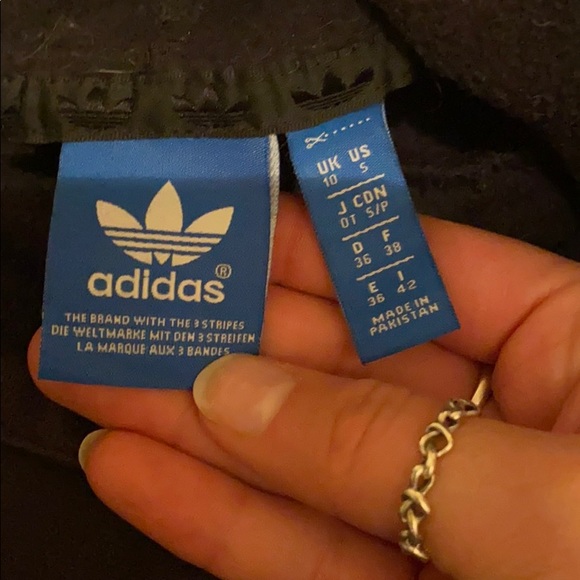 adidas®
THE BRAND WITH THE 3 STRIPES
DIE WELTMARKE MIT DEN 3 STREIFEN
LA MARQUE AUX 3 BANDES
UK US
10 S
J CDN
OT S/P
D F
36 38
E I
36 42
MADE IN
PAKISTAN